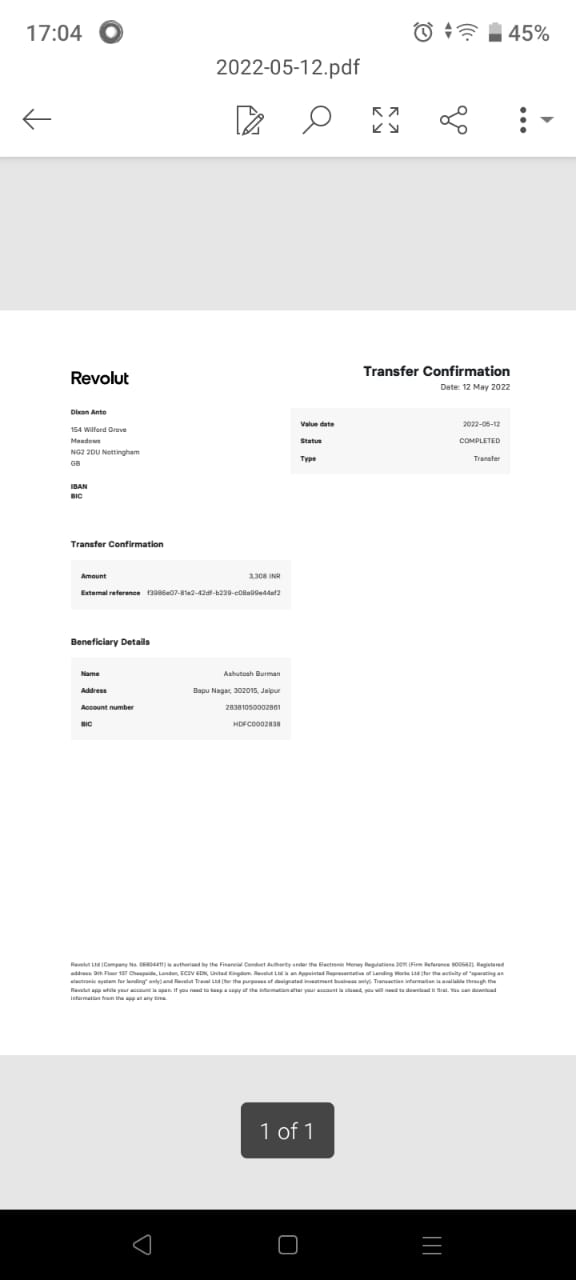 17:04
45%
2022-05-12.pdf
Revolut
Transfer Confirmation
Date: 12 May 2022
Dixon Anto
154 Wilford Grove
Meadows
NG2 2DU Nottingham
GB
IBAN
BIC
Value date 2022-05-12
Status COMPLETED
Type Transfer
Transfer Confirmation
Amount 3,308 INR
External reference f3986e07-81e2-42df-b239-c08a99e44ef2
Beneficiary Details
Name Ashutosh Burman
Address Bapu Nagar, 302015, Jaipur
Account number 28381050002861
BIC HDFC0002838
Revolut Ltd (Company No. 08804411) is authorised by the Financial Conduct Authority under the Electronic Money Regulations 2011 (Firm Reference 900562). Registered
address: 9th Floor 107 Cheapside, London, EC2V 6DN, United Kingdom. Revolut Ltd is an Appointed Representative of Lending Works Ltd (for the activity of "operating an
electronic system for lending" only) and Revolut Travel Ltd (for the purposes of designated investment business only). Transaction information is available through the
Revolut app while your account is open. If you need to keep a copy of the information after your account is closed, you will need to download it first. You can download
information from the app at any time.
1 of 1